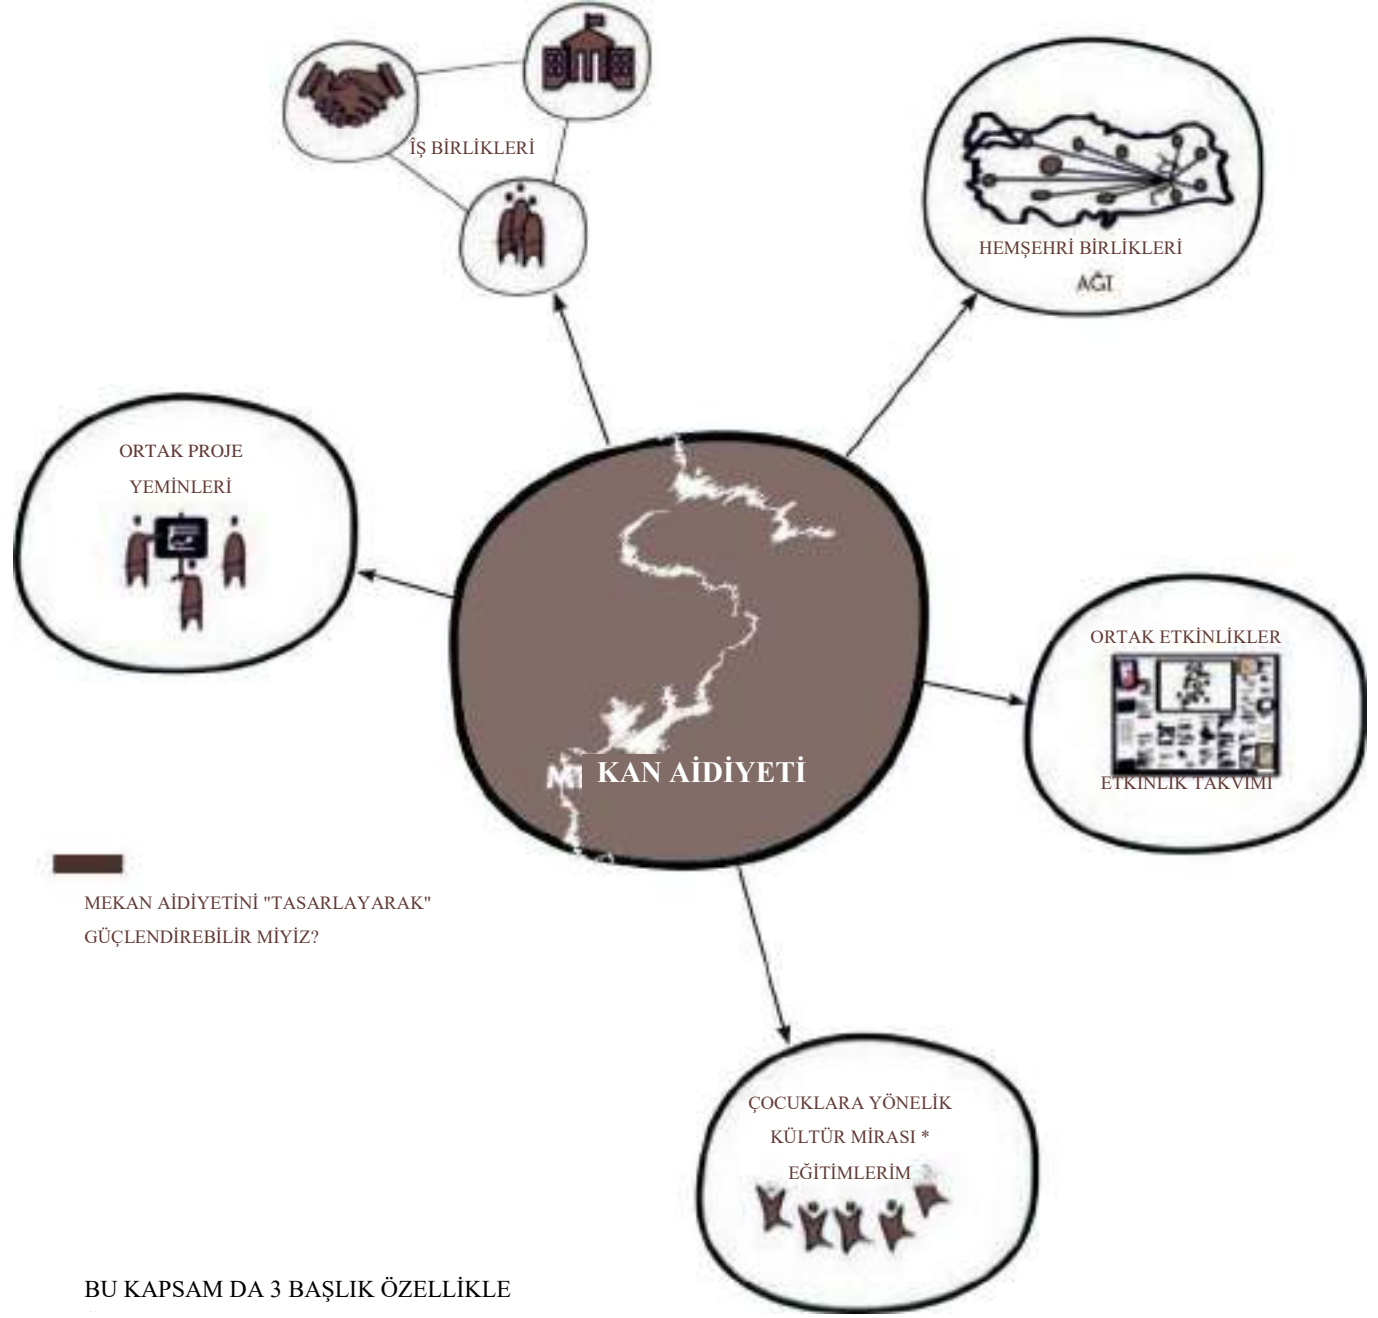 ÎŞ BİRLİKLERİ
HEMŞEHRİ BİRLİKLERİ
AĞI
ORTAK PROJE
YEMİNLERİ
ORTAK ETKİNLİKLER
ETKİNLİK TAKVİMİ
KAN AİDİYETİ
MEKAN AİDİYETİNİ "TASARLAYARAK"
GÜÇLENDİREBİLİR MİYİZ?
ÇOCUKLARA YÖNELİK
KÜLTÜR MİRASI *
EĞİTİMLERİM
BU KAPSAM DA 3 BAŞLIK ÖZELLİKLE